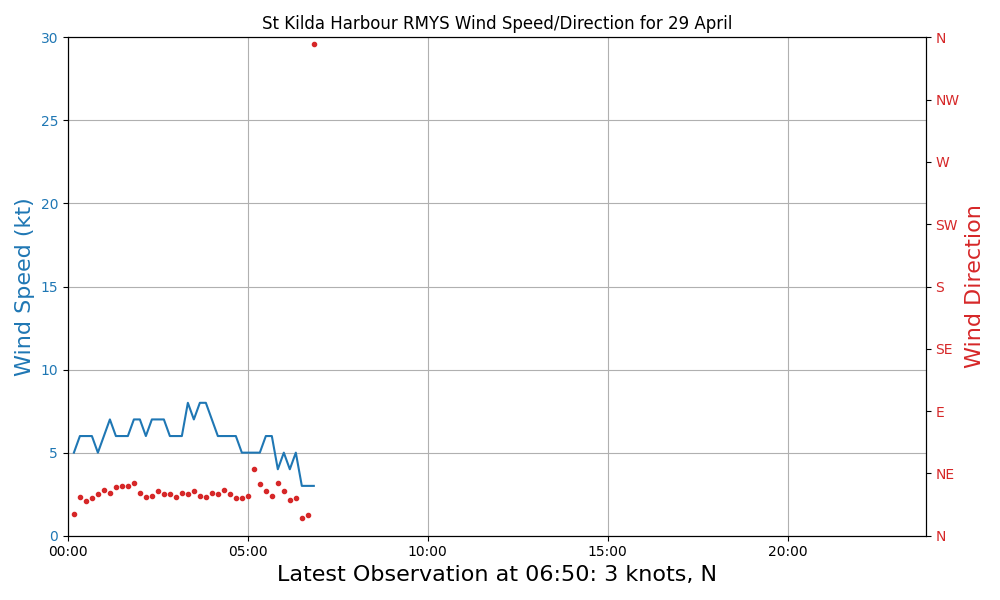 St Kilda Harbour RMYS Wind Speed/Direction for 29 April
30
25
20
15
10
5
0
Wind Speed (kt)
N
NW
W
SW
S
SE
E
NE
N
Wind Direction
00:00
05:00
10:00
15:00
20:00
Latest Observation at 06:50: 3 knots, N